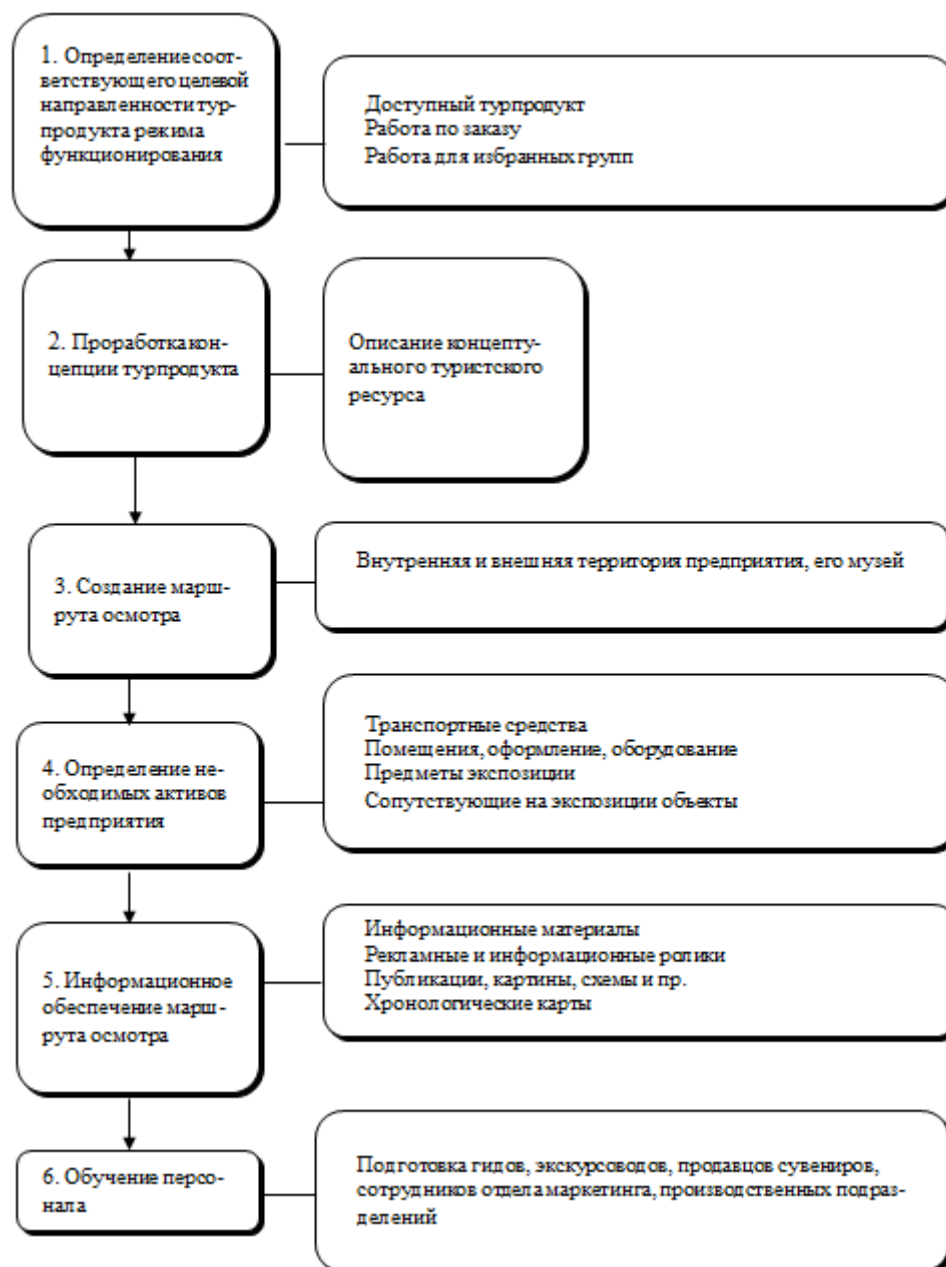 1. Определение соот-
ветствующего целевой
направленности тур-
продукта режима
функционирования
Доступный турпродукт
Работа по заказу
Работа для избранных групп
2. Проработка кон-
цепции турпродукта
Описание концепту-
ального туристского
ресурса
3. Создание марш-
рута осмотра
Внутренняя и внешняя территория предприятия, его музей
4. Определение не-
обходимых активов
предприятия
Транспортные средства
Помещения, оформление, оборудование
Предметы экспозиции
Сопутствующие на экспозиции объекты
5. Информационное
обеспечение марш-
рута осмотра
Информационные материалы
Рекламные и информационные ролики
Публикации, картины, схемы и пр.
Хронологические карты
6. Обучение персо-
нала
Подготовка гидов, экскурсоводов, продавцов сувениров,
сотрудников отдела маркетинга, производственных подраз-
делений